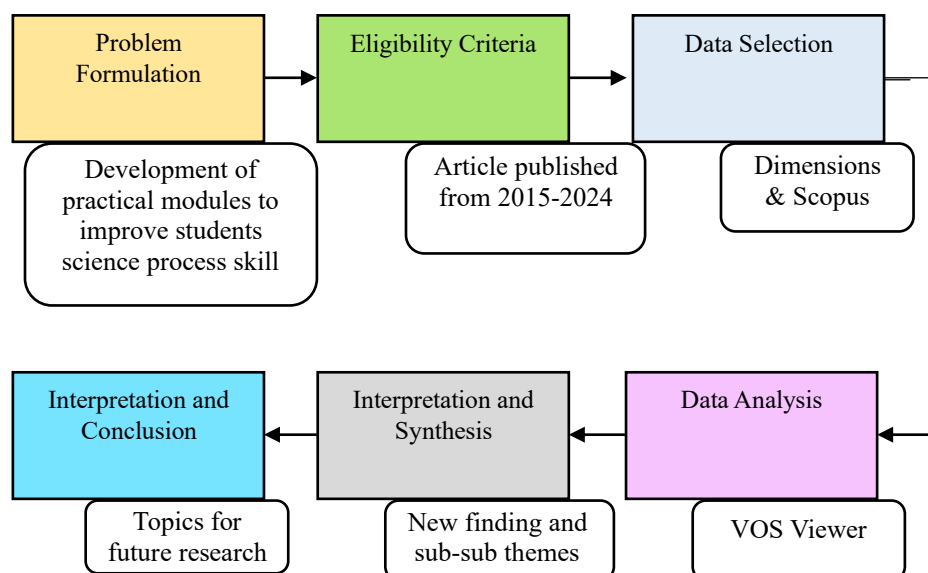 Problem
Formulation
Development of
practical modules to
improve students
science process skill
Eligibility Criteria
Article published
from 2015-2024
Data Selection
Dimensions
& Scopus
Data Analysis
VOS Viewer
Interpretation and
Synthesis
New finding and
sub-sub themes
Interpretation and
Conclusion
Topics for
future research